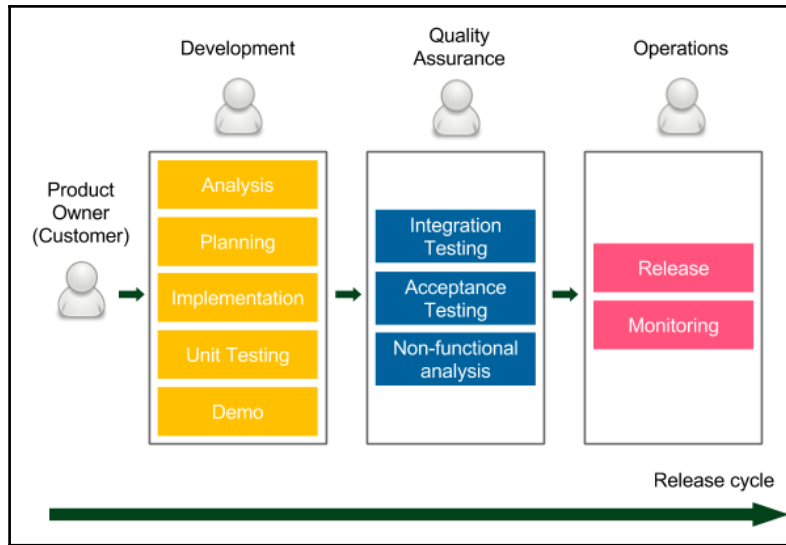 Development
Quality
Assurance
Operations
Product
Owner
(Customer)
Analysis
Planning
Implementation
Unit Testing
Demo
Integration
Testing
Acceptance
Testing
Non-functional
analysis
Release
Monitoring
Release cycle